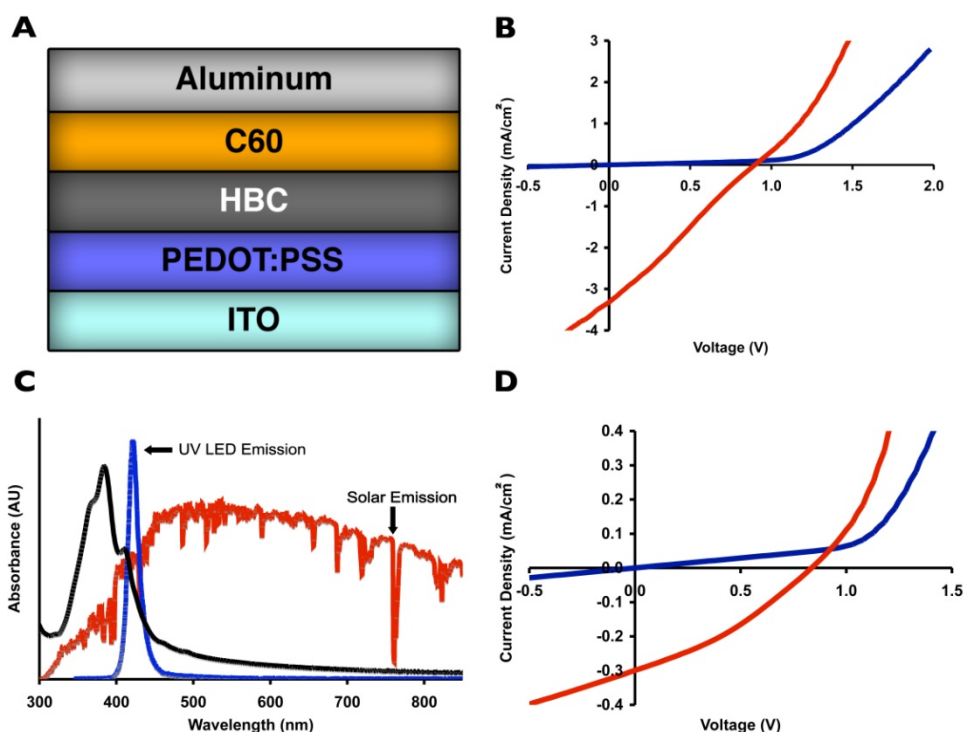 A
Aluminum
C60
HBC
PEDOT:PSS
ITO
B
Current Density (mA/cm²)
3
2
1
0
-1
-2
-3
-4
-0.5
0.0
0.5
1.0
1.5
2.0
Voltage (V)
C
Absorbance (AU)
UV LED Emission
Solar Emission
300
400
500
600
700
800
Wavelength (nm)
D
Current Density (mA/cm²)
0.4
0.3
0.2
0.1
0.0
-0.1
-0.2
-0.3
-0.4
-0.5
0.0
0.5
1.0
1.5
Voltage (V)